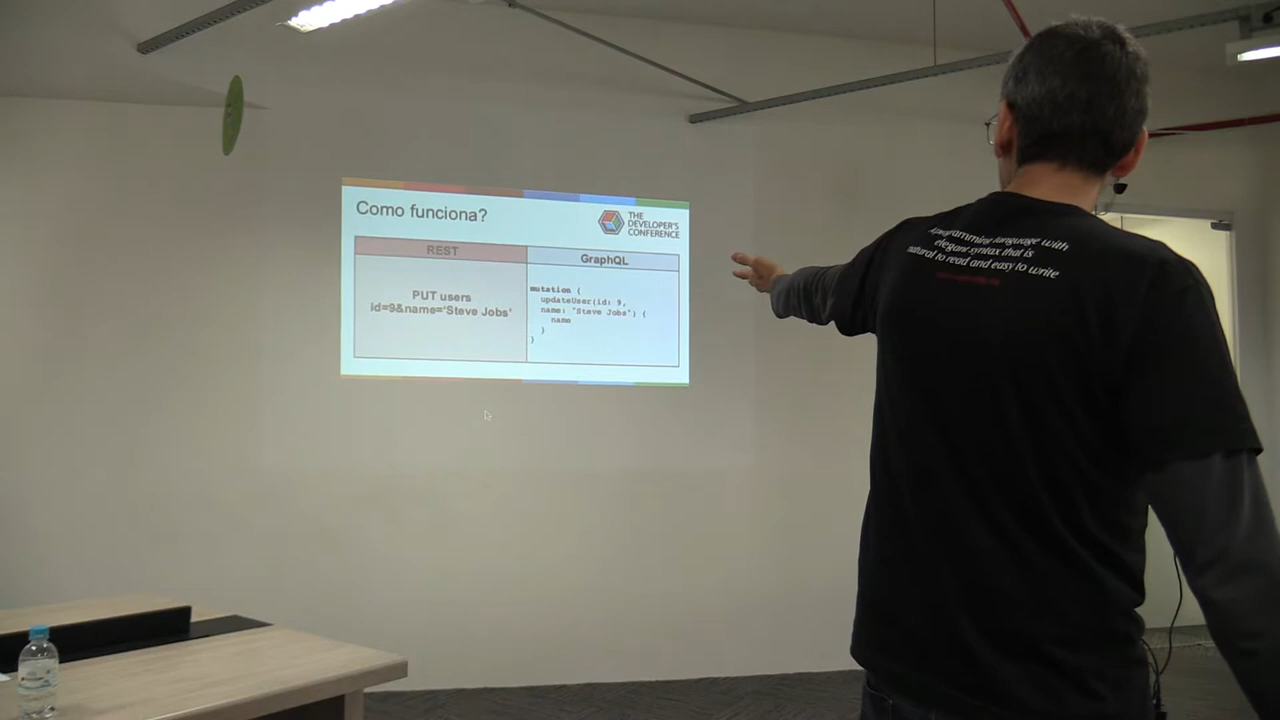 Como funciona?
THE
DEVELOPER'S
CONFERENCE
REST
GraphQL
PUT users
id=9&name='Steve Jobs'
mutation {
updateUser(id: 9,
name: "Steve Jobs") {
name
}
}
A programming language with
elegant syntax that is
natural to read and easy to write